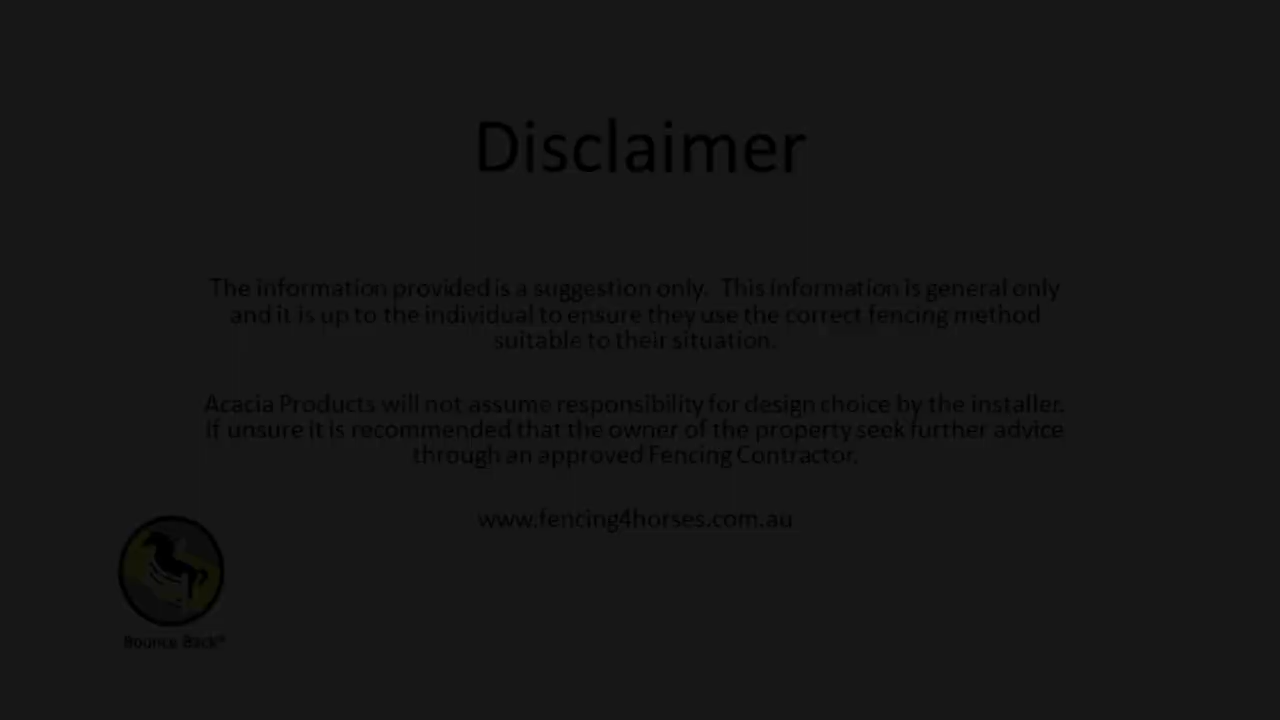 Disclaimer
The information provided is a suggestion only. This information is general only
and it is up to the individual to ensure they use the correct fencing method
suitable to their situation.
Acacia Products will not assume responsibility for design choice by the installer.
If unsure it is recommended that the owner of the property seek further advice
through an approved Fencing Contractor.
www.fencing4horses.com.au
Bounce Back®